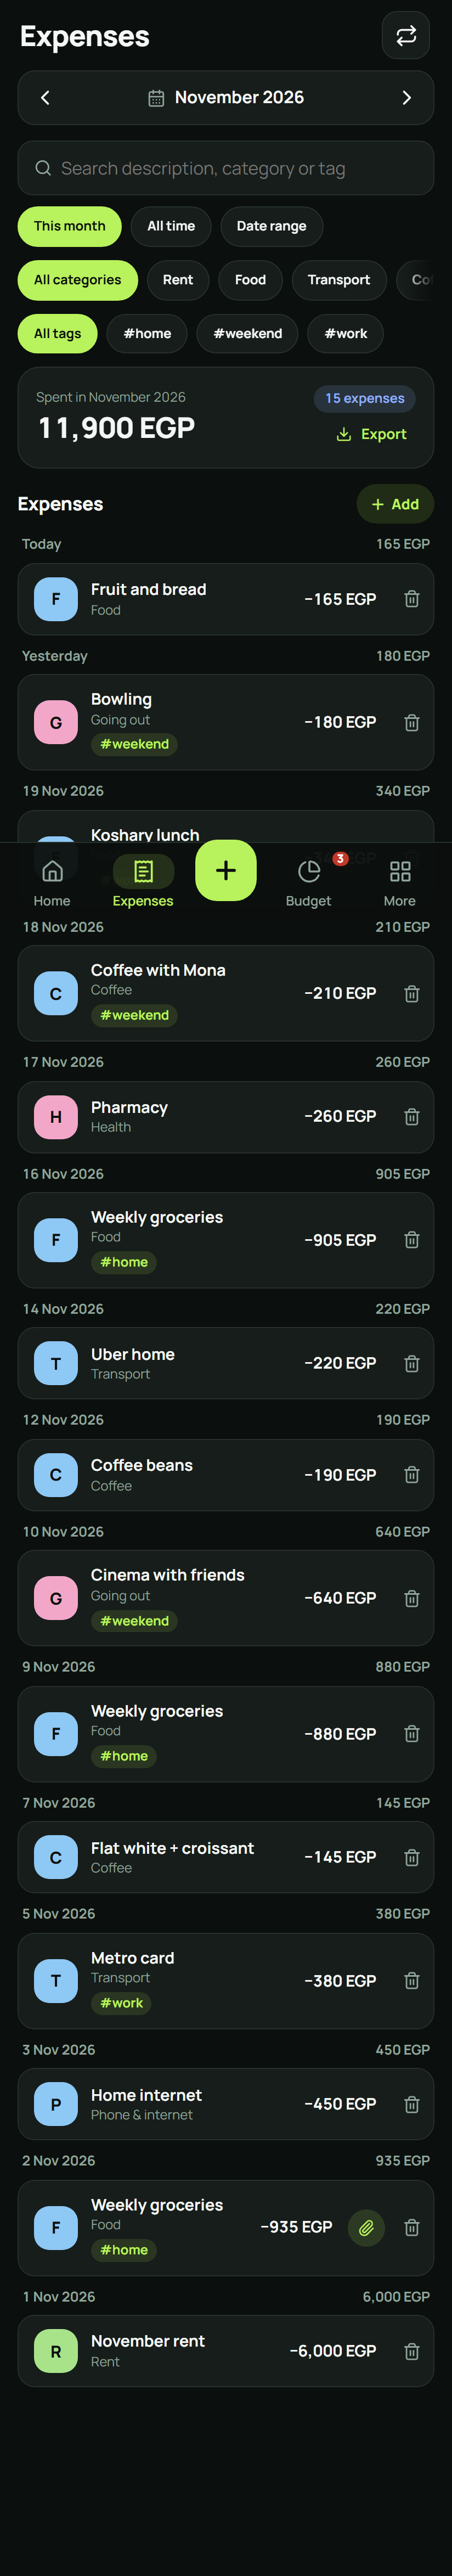 Expenses
November 2026
Search description, category or tag
This month All time Date range
All categories Rent Food Transport
All tags #home #weekend #work
Spent in November 2026
11,900 EGP
15 expenses
Export
Expenses
+ Add
Today 165 EGP
F
Fruit and bread
Food
−165 EGP
Yesterday 180 EGP
G
Bowling
Going out
#weekend
−180 EGP
19 Nov 2026 340 EGP
Koshary lunch
3
Home Expenses Budget More
18 Nov 2026 210 EGP
C
Coffee with Mona
Coffee
#weekend
−210 EGP
17 Nov 2026 260 EGP
H
Pharmacy
Health
−260 EGP
16 Nov 2026 905 EGP
F
Weekly groceries
Food
#home
−905 EGP
14 Nov 2026 220 EGP
T
Uber home
Transport
−220 EGP
12 Nov 2026 190 EGP
C
Coffee beans
Coffee
−190 EGP
10 Nov 2026 640 EGP
G
Cinema with friends
Going out
#weekend
−640 EGP
9 Nov 2026 880 EGP
F
Weekly groceries
Food
#home
−880 EGP
7 Nov 2026 145 EGP
C
Flat white + croissant
Coffee
−145 EGP
5 Nov 2026 380 EGP
T
Metro card
Transport
#work
−380 EGP
3 Nov 2026 450 EGP
P
Home internet
Phone & internet
−450 EGP
2 Nov 2026 935 EGP
F
Weekly groceries
Food
#home
−935 EGP
1 Nov 2026 6,000 EGP
R
November rent
Rent
−6,000 EGP